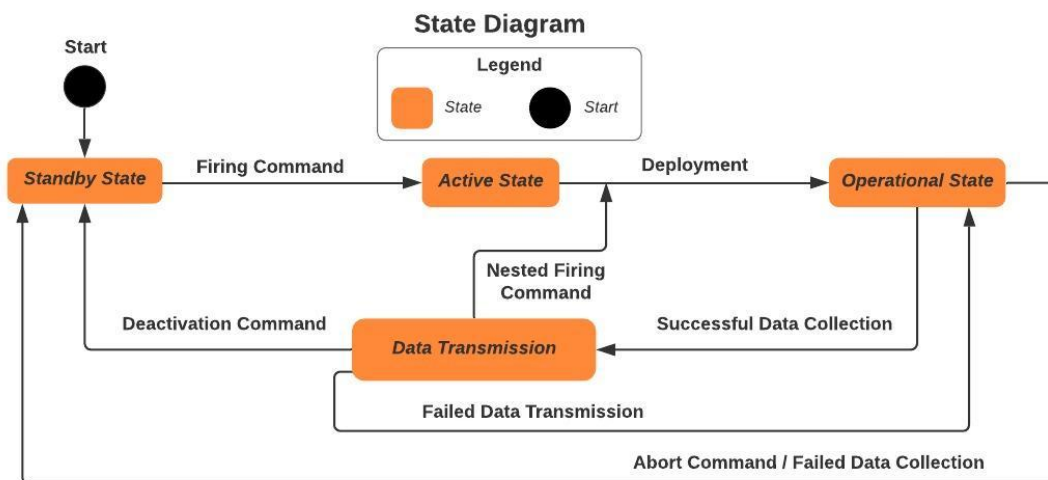 State Diagram
Start
Legend
State
Start
Standby State
Firing Command
Active State
Deployment
Operational State
Nested Firing
Command
Deactivation Command
Data Transmission
Successful Data Collection
Failed Data Transmission
Abort Command / Failed Data Collection